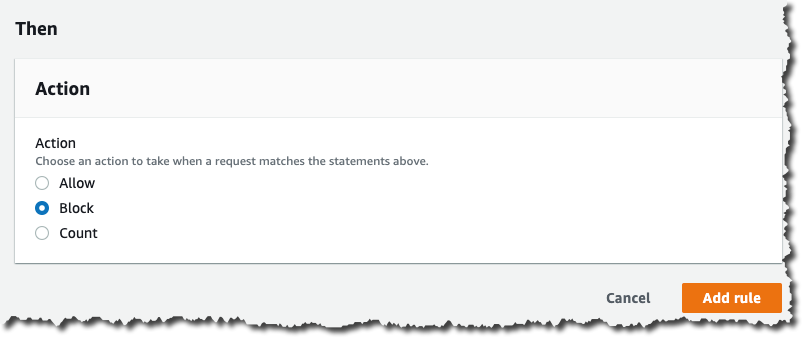 Then
Action
Action
Choose an action to take when a request matches the statements above.
Allow
Block
Count
Cancel
Add rule